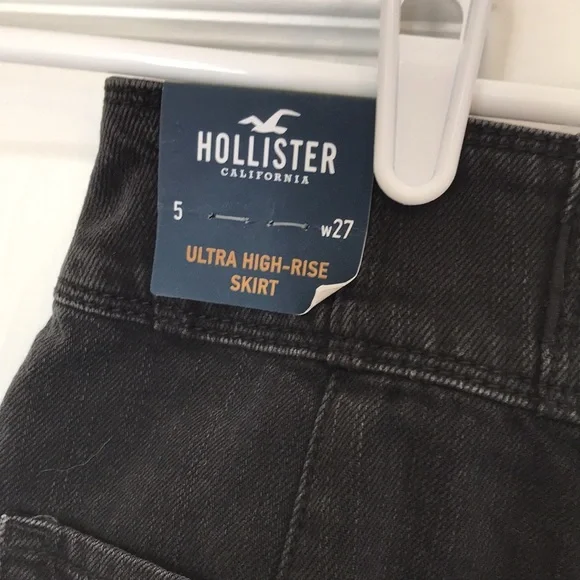 HOLLISTER
CALIFORNIA
5 w27
ULTRA HIGH-RISE
SKIRT